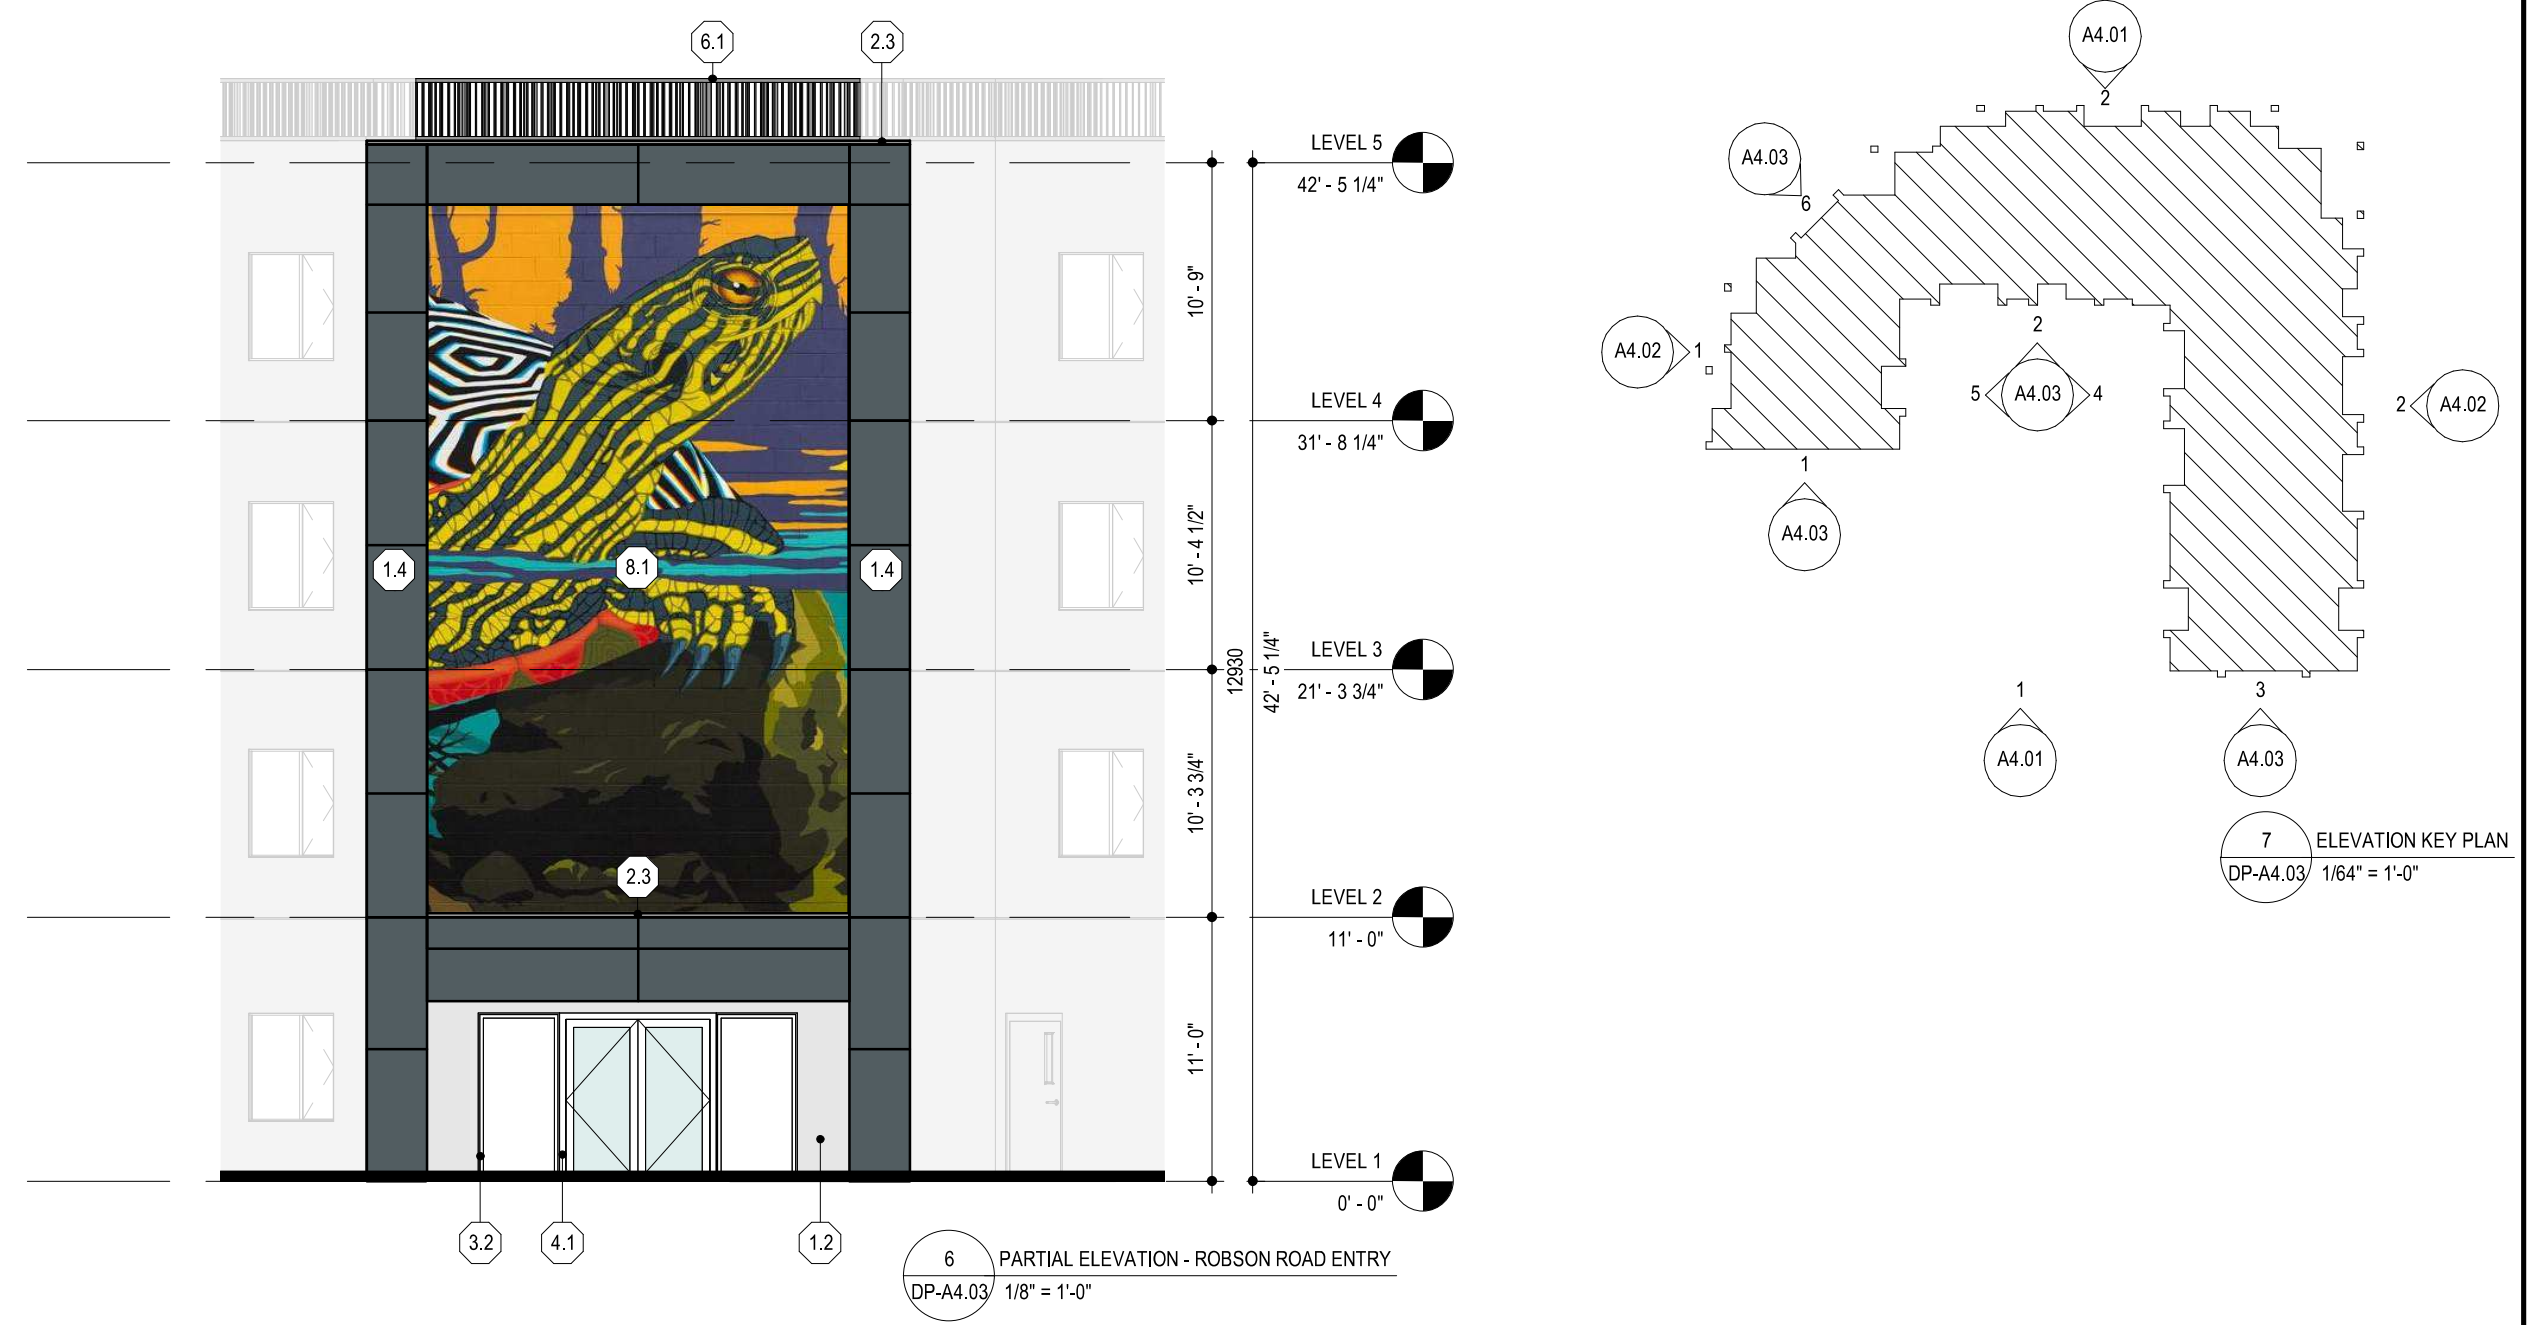 6.1
2.3
LEVEL 5
42' - 5 1/4"
10' - 9"
LEVEL 4
31' - 8 1/4"
10' - 4 1/2"
1.4
8.1
1.4
12930
42' - 5 1/4"
LEVEL 3
21' - 3 3/4"
10' - 3 3/4"
2.3
LEVEL 2
11' - 0"
11' - 0"
LEVEL 1
0' - 0"
3.2
4.1
1.2
6
DP-A4.03
PARTIAL ELEVATION - ROBSON ROAD ENTRY
1/8" = 1'-0"
A4.01
2
A4.03
6
A4.02
1
2
5
A4.03
4
2
A4.02
1
A4.03
1
A4.01
3
A4.03
7
DP-A4.03
ELEVATION KEY PLAN
1/64" = 1'-0"